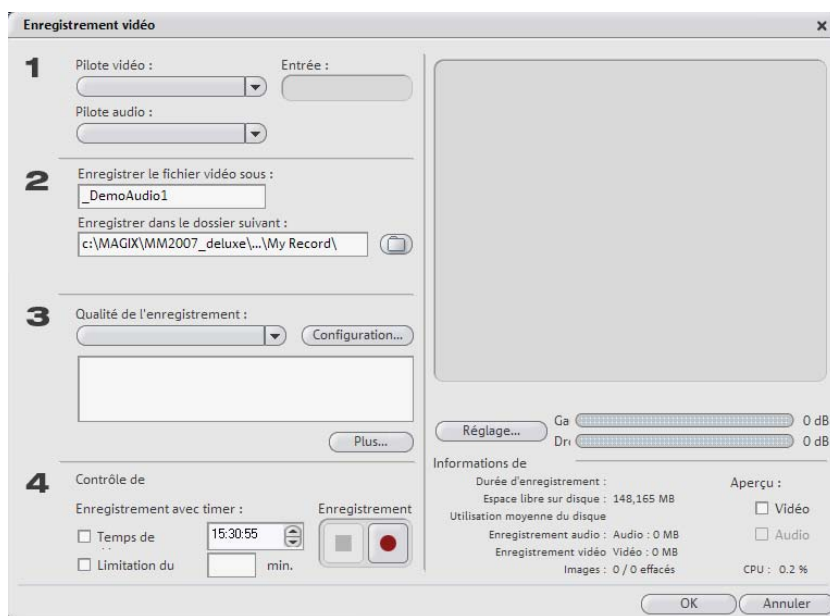 Enregistrement vidéo
1
Pilote vidéo :
Entrée :
Pilote audio :
2
Enregistrer le fichier vidéo sous :
_DemoAudio1
Enregistrer dans le dossier suivant :
c:\MAGIX\MM2007_deluxe\...\My Record\
3
Qualité de l'enregistrement :
Configuration...
Plus...
4
Contrôle de
Enregistrement avec timer :
Enregistrement
Temps de
15:30:55
Limitation du
min.
Réglage...
Ga
0 dB
Dr
0 dB
Informations de
Durée d'enregistrement :
Espace libre sur disque : 148,165 MB
Utilisation moyenne du disque
Enregistrement audio : Audio : 0 MB
Enregistrement vidéo Vidéo : 0 MB
Images : 0 / 0 effacés
Aperçu :
Vidéo
Audio
CPU : 0.2 %
OK
Annuler